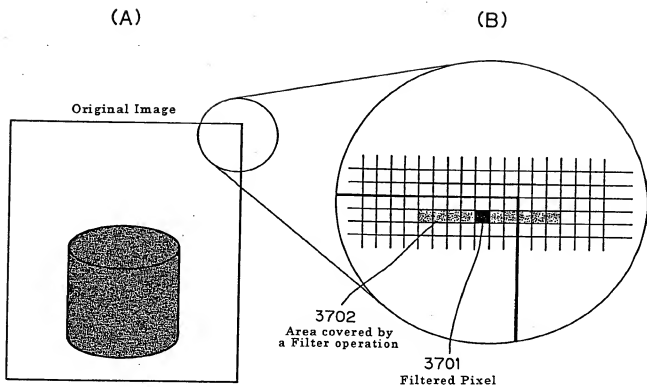 (A)
(B)
Original Image
3702
Area covered by
a Filter operation
3701
Filtered Pixel